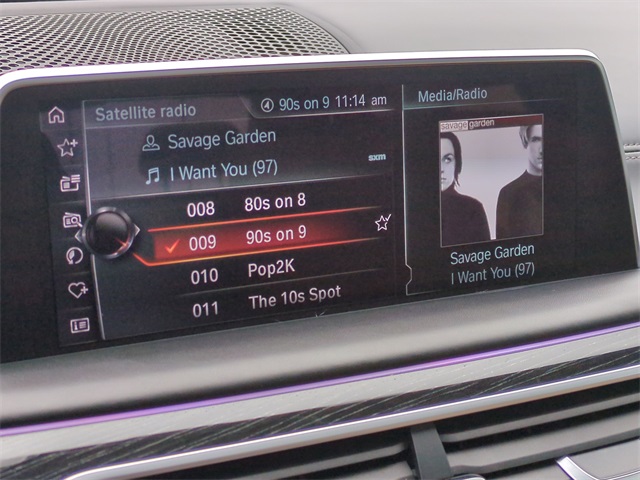 Satellite radio
90s on 9 11:14 am
Savage Garden
I Want You (97)
sxm
008 80s on 8
009 90s on 9
010 Pop2K
011 The 10s Spot
Media/Radio
savage garden
Savage Garden
I Want You (97)